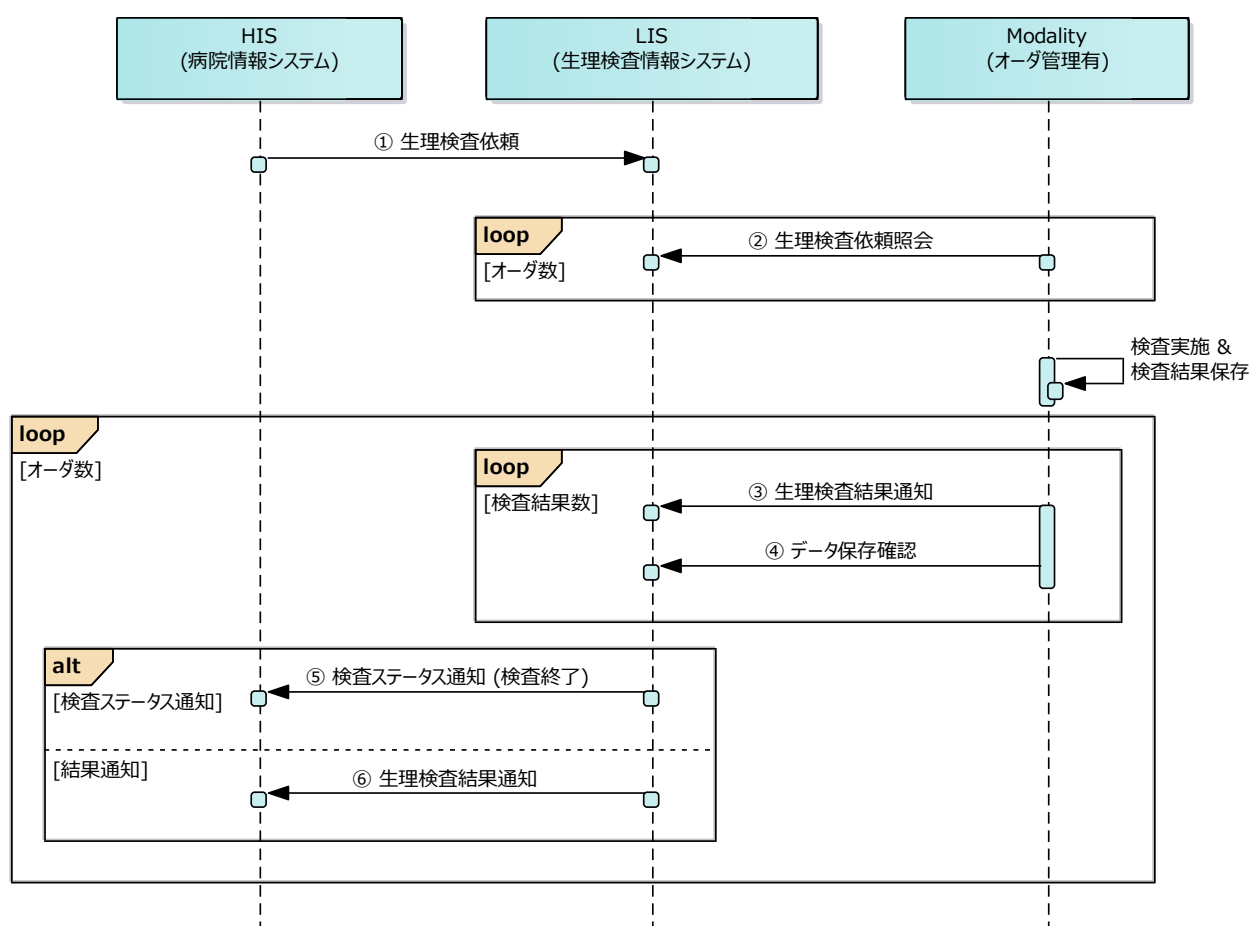 HIS
(病院情報システム)
LIS
(生理検査情報システム)
Modality
(オーダ管理有)
① 生理検査依頼
loop
② 生理検査依頼照会
[オーダ数]
検査実施 &
検査結果保存
loop
[オーダ数]
loop
③ 生理検査結果通知
[検査結果数]
④ データ保存確認
alt
⑤ 検査ステータス通知 (検査終了)
[検査ステータス通知]
[結果通知]
⑥ 生理検査結果通知